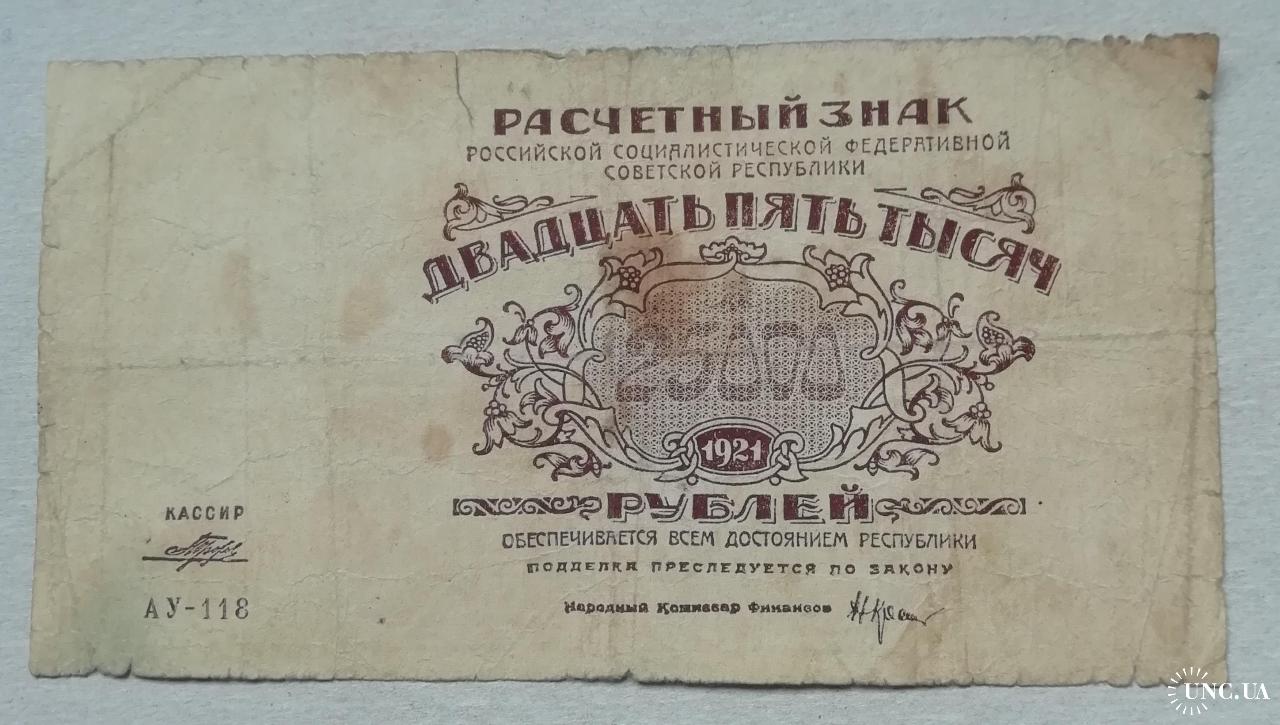 РАСЧЕТНЫЙ ЗНАК
РОССИЙСКОЙ СОЦИАЛИСТИЧЕСКОЙ ФЕДЕРАТИВНОЙ
СОВЕТСКОЙ РЕСПУБЛИКИ
ДВАДЦАТЬ ПЯТЬ ТЫСЯЧ
25000
1921
РУБЛЕЙ
ОБЕСПЕЧИВАЕТСЯ ВСЕМ ДОСТОЯНИЕМ РЕСПУБЛИКИ
ПОДДЕЛКА ПРЕСЛЕДУЕТСЯ ПО ЗАКОНУ
Народный Комиссар Финансов
КАССИР
АУ-118
UNC.UA